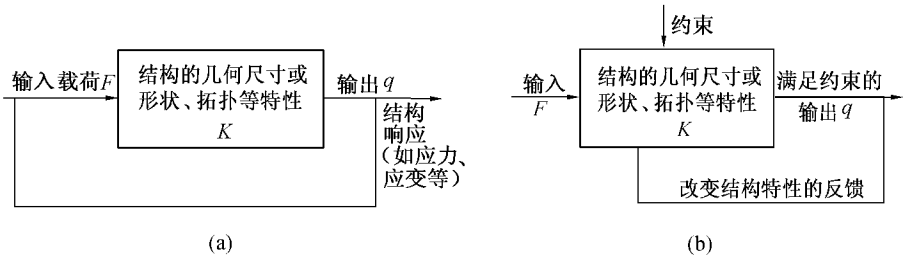 输入载荷F
结构的几何尺寸或
形状、拓扑等特性
K
输出q
结构
响应
(如应力、
应变等)
(a)
约束
输入
F
结构的几何尺寸或
形状、拓扑等特性
K
满足约束的
输出q
改变结构特性的反馈
(b)